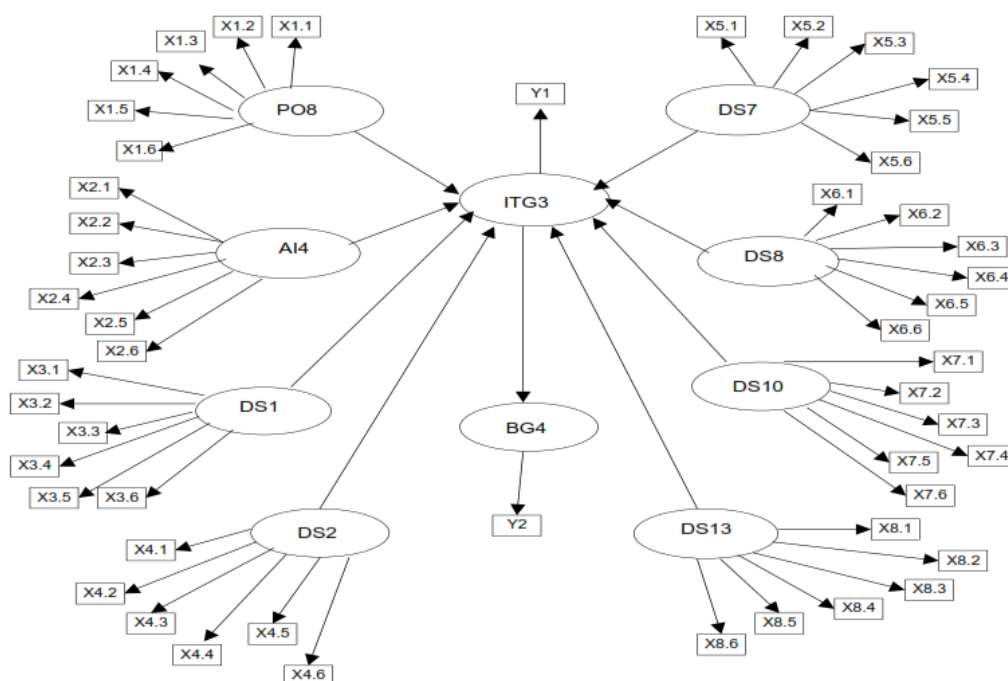 X1.1
X1.2
X1.3
X1.4
X1.5
X1.6
PO8
X5.1
X5.2
X5.3
X5.4
X5.5
X5.6
DS7
Y1
ITG3
X2.1
X2.2
X2.3
X2.4
X2.5
X2.6
AI4
X6.1
X6.2
X6.3
X6.4
X6.5
X6.6
DS8
X3.1
X3.2
X3.3
X3.4
X3.5
X3.6
DS1
BG4
Y2
X7.1
X7.2
X7.3
X7.4
X7.5
X7.6
DS10
DS2
X4.1
X4.2
X4.3
X4.4
X4.5
X4.6
DS13
X8.1
X8.2
X8.3
X8.4
X8.5
X8.6